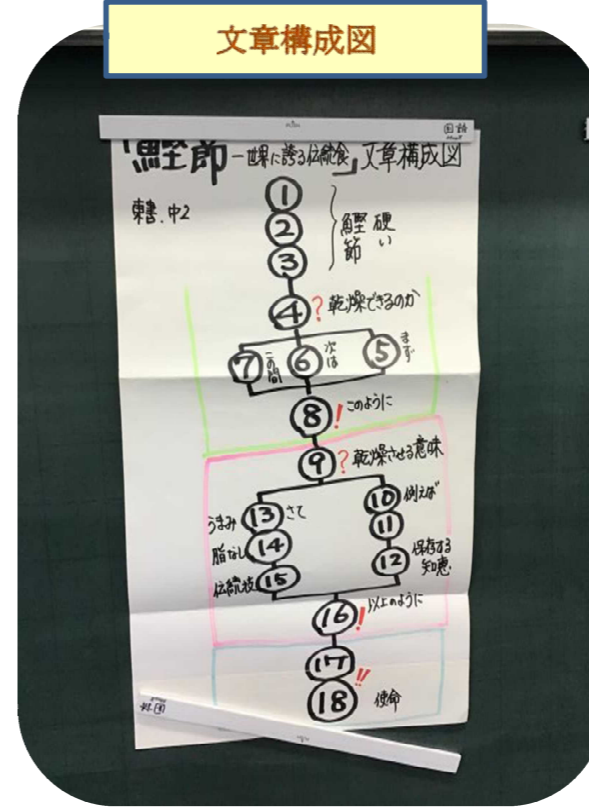 文章構成図
国語
「鰹節―世界に誇る伝統食」文章構成図
東書.中2
①
②
③
鰹節 硬い
④ ? 乾燥できるのか
⑤ まず
⑥ 次は
⑦ この間
⑧ ! このように
⑨ ? 乾燥させる意味
⑩ 例えば
⑪
⑫ 保存する知恵
⑬ さて うまみ
⑭ 脂なし
⑮ 伝統技
⑯ ! 以上のように
⑰ !!
⑱ 使命